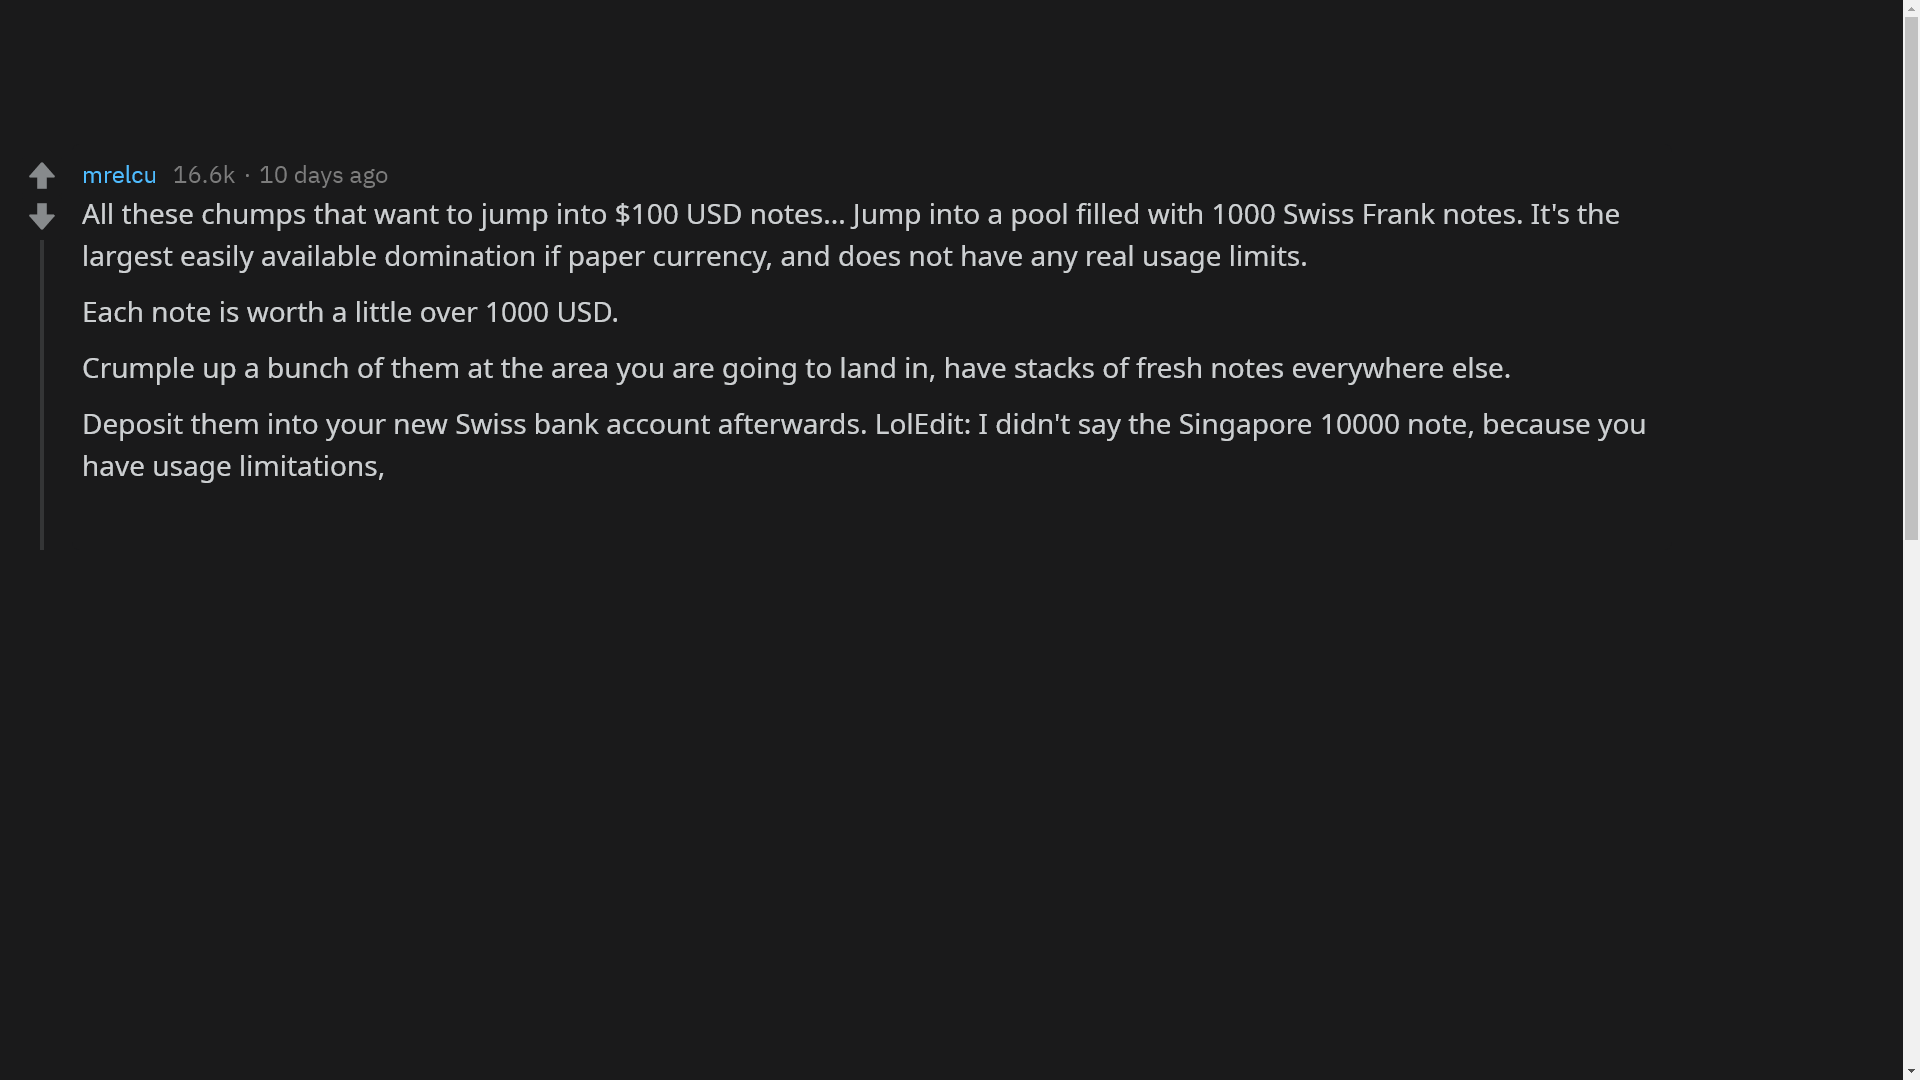 mrelcu 16.6k · 10 days ago
All these chumps that want to jump into $100 USD notes... Jump into a pool filled with 1000 Swiss Frank notes. It's the
largest easily available domination if paper currency, and does not have any real usage limits.
Each note is worth a little over 1000 USD.
Crumple up a bunch of them at the area you are going to land in, have stacks of fresh notes everywhere else.
Deposit them into your new Swiss bank account afterwards. LolEdit: I didn't say the Singapore 10000 note, because you
have usage limitations,